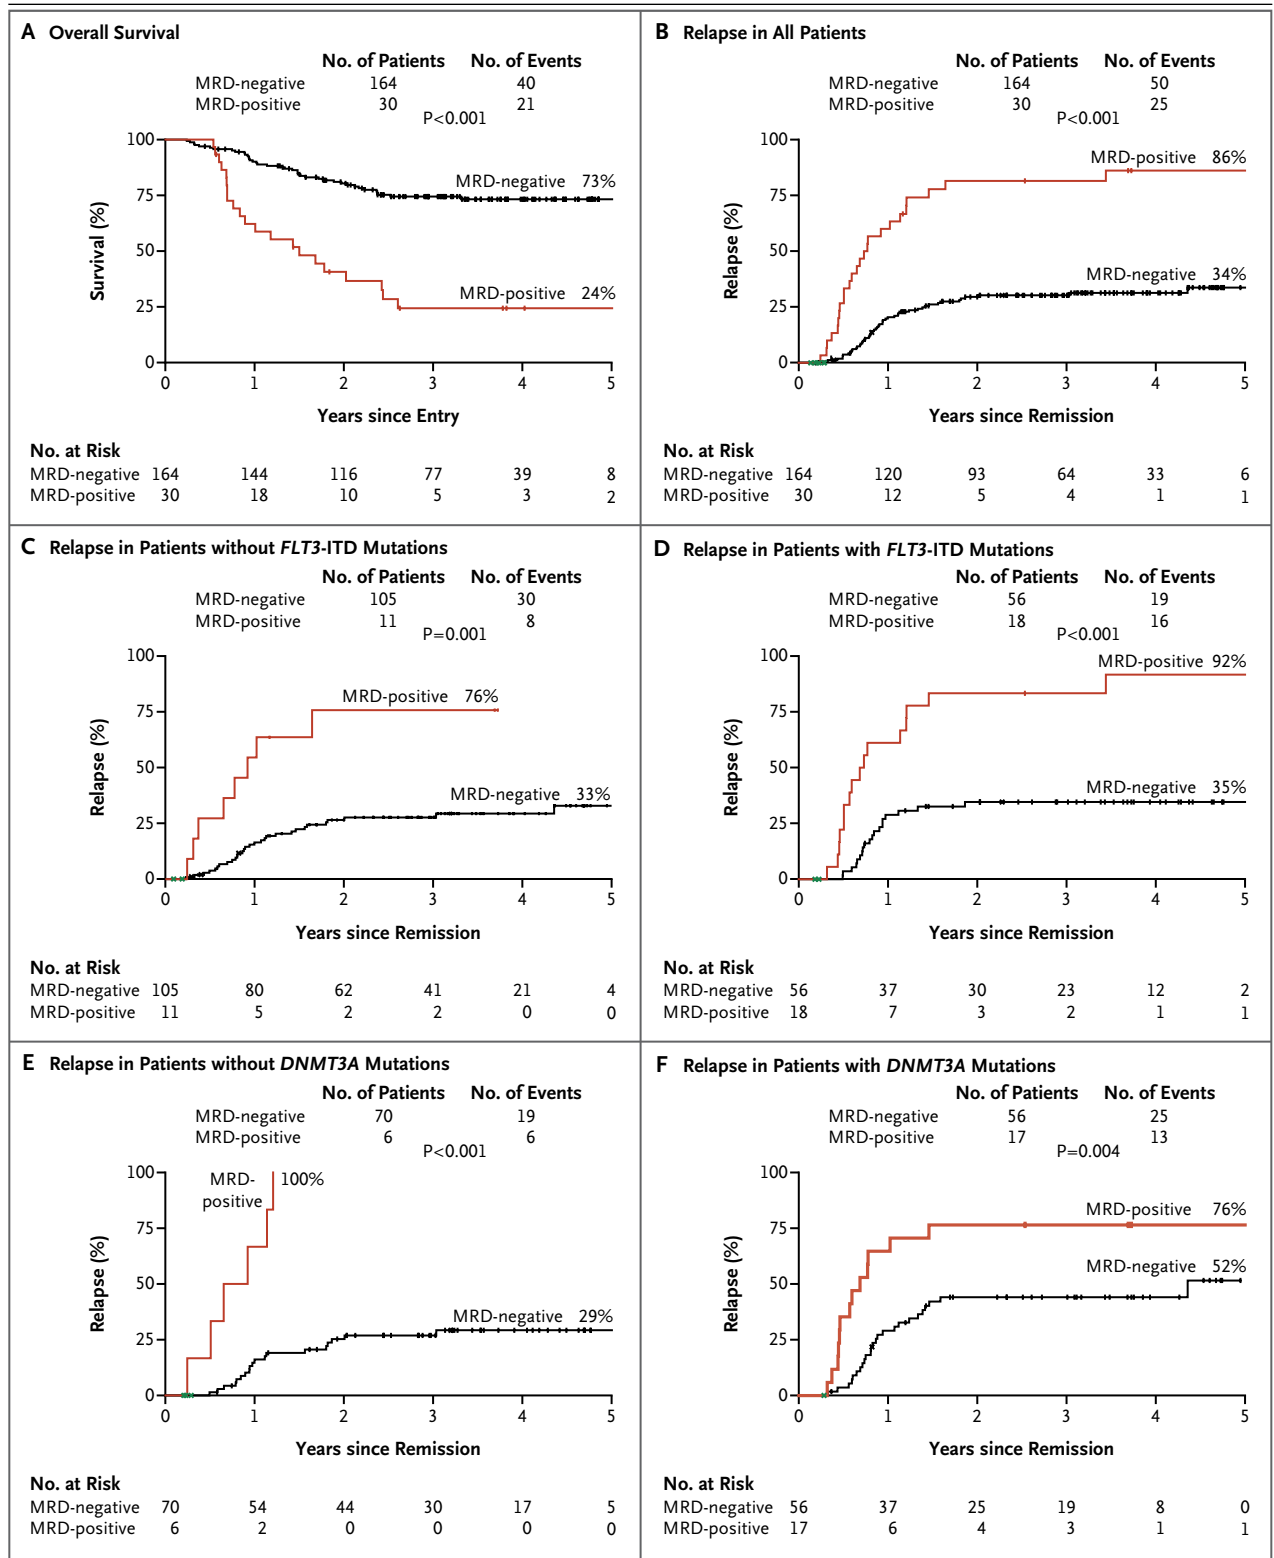 A Overall Survival
No. of Patients No. of Events
MRD-negative 164 40
MRD-positive 30 21
P<0.001
100
75
50
25
0
Survival (%)
MRD-negative 73%
MRD-positive 24%
0 1 2 3 4 5
Years since Entry
No. at Risk
MRD-negative 164 144 116 77 39 8
MRD-positive 30 18 10 5 3 2
B Relapse in All Patients
No. of Patients No. of Events
MRD-negative 164 50
MRD-positive 30 25
P<0.001
100
75
50
25
0
Relapse (%)
MRD-positive 86%
MRD-negative 34%
0 1 2 3 4 5
Years since Remission
No. at Risk
MRD-negative 164 120 93 64 33 6
MRD-positive 30 12 5 4 1 1
C Relapse in Patients without FLT3-ITD Mutations
No. of Patients No. of Events
MRD-negative 105 30
MRD-positive 11 8
P=0.001
100
75
50
25
0
Relapse (%)
MRD-positive 76%
MRD-negative 33%
0 1 2 3 4 5
Years since Remission
No. at Risk
MRD-negative 105 80 62 41 21 4
MRD-positive 11 5 2 2 0 0
D Relapse in Patients with FLT3-ITD Mutations
No. of Patients No. of Events
MRD-negative 56 19
MRD-positive 18 16
P<0.001
100
75
50
25
0
Relapse (%)
MRD-positive 92%
MRD-negative 35%
0 1 2 3 4 5
Years since Remission
No. at Risk
MRD-negative 56 37 30 23 12 2
MRD-positive 18 7 3 2 1 1
E Relapse in Patients without DNMT3A Mutations
No. of Patients No. of Events
MRD-negative 70 19
MRD-positive 6 6
P<0.001
100
75
50
25
0
Relapse (%)
MRD- 100%
positive
MRD-negative 29%
0 1 2 3 4 5
Years since Remission
No. at Risk
MRD-negative 70 54 44 30 17 5
MRD-positive 6 2 0 0 0 0
F Relapse in Patients with DNMT3A Mutations
No. of Patients No. of Events
MRD-negative 56 25
MRD-positive 17 13
P=0.004
100
75
50
25
0
Relapse (%)
MRD-positive 76%
MRD-negative 52%
0 1 2 3 4 5
Years since Remission
No. at Risk
MRD-negative 56 37 25 19 8 0
MRD-positive 17 6 4 3 1 1